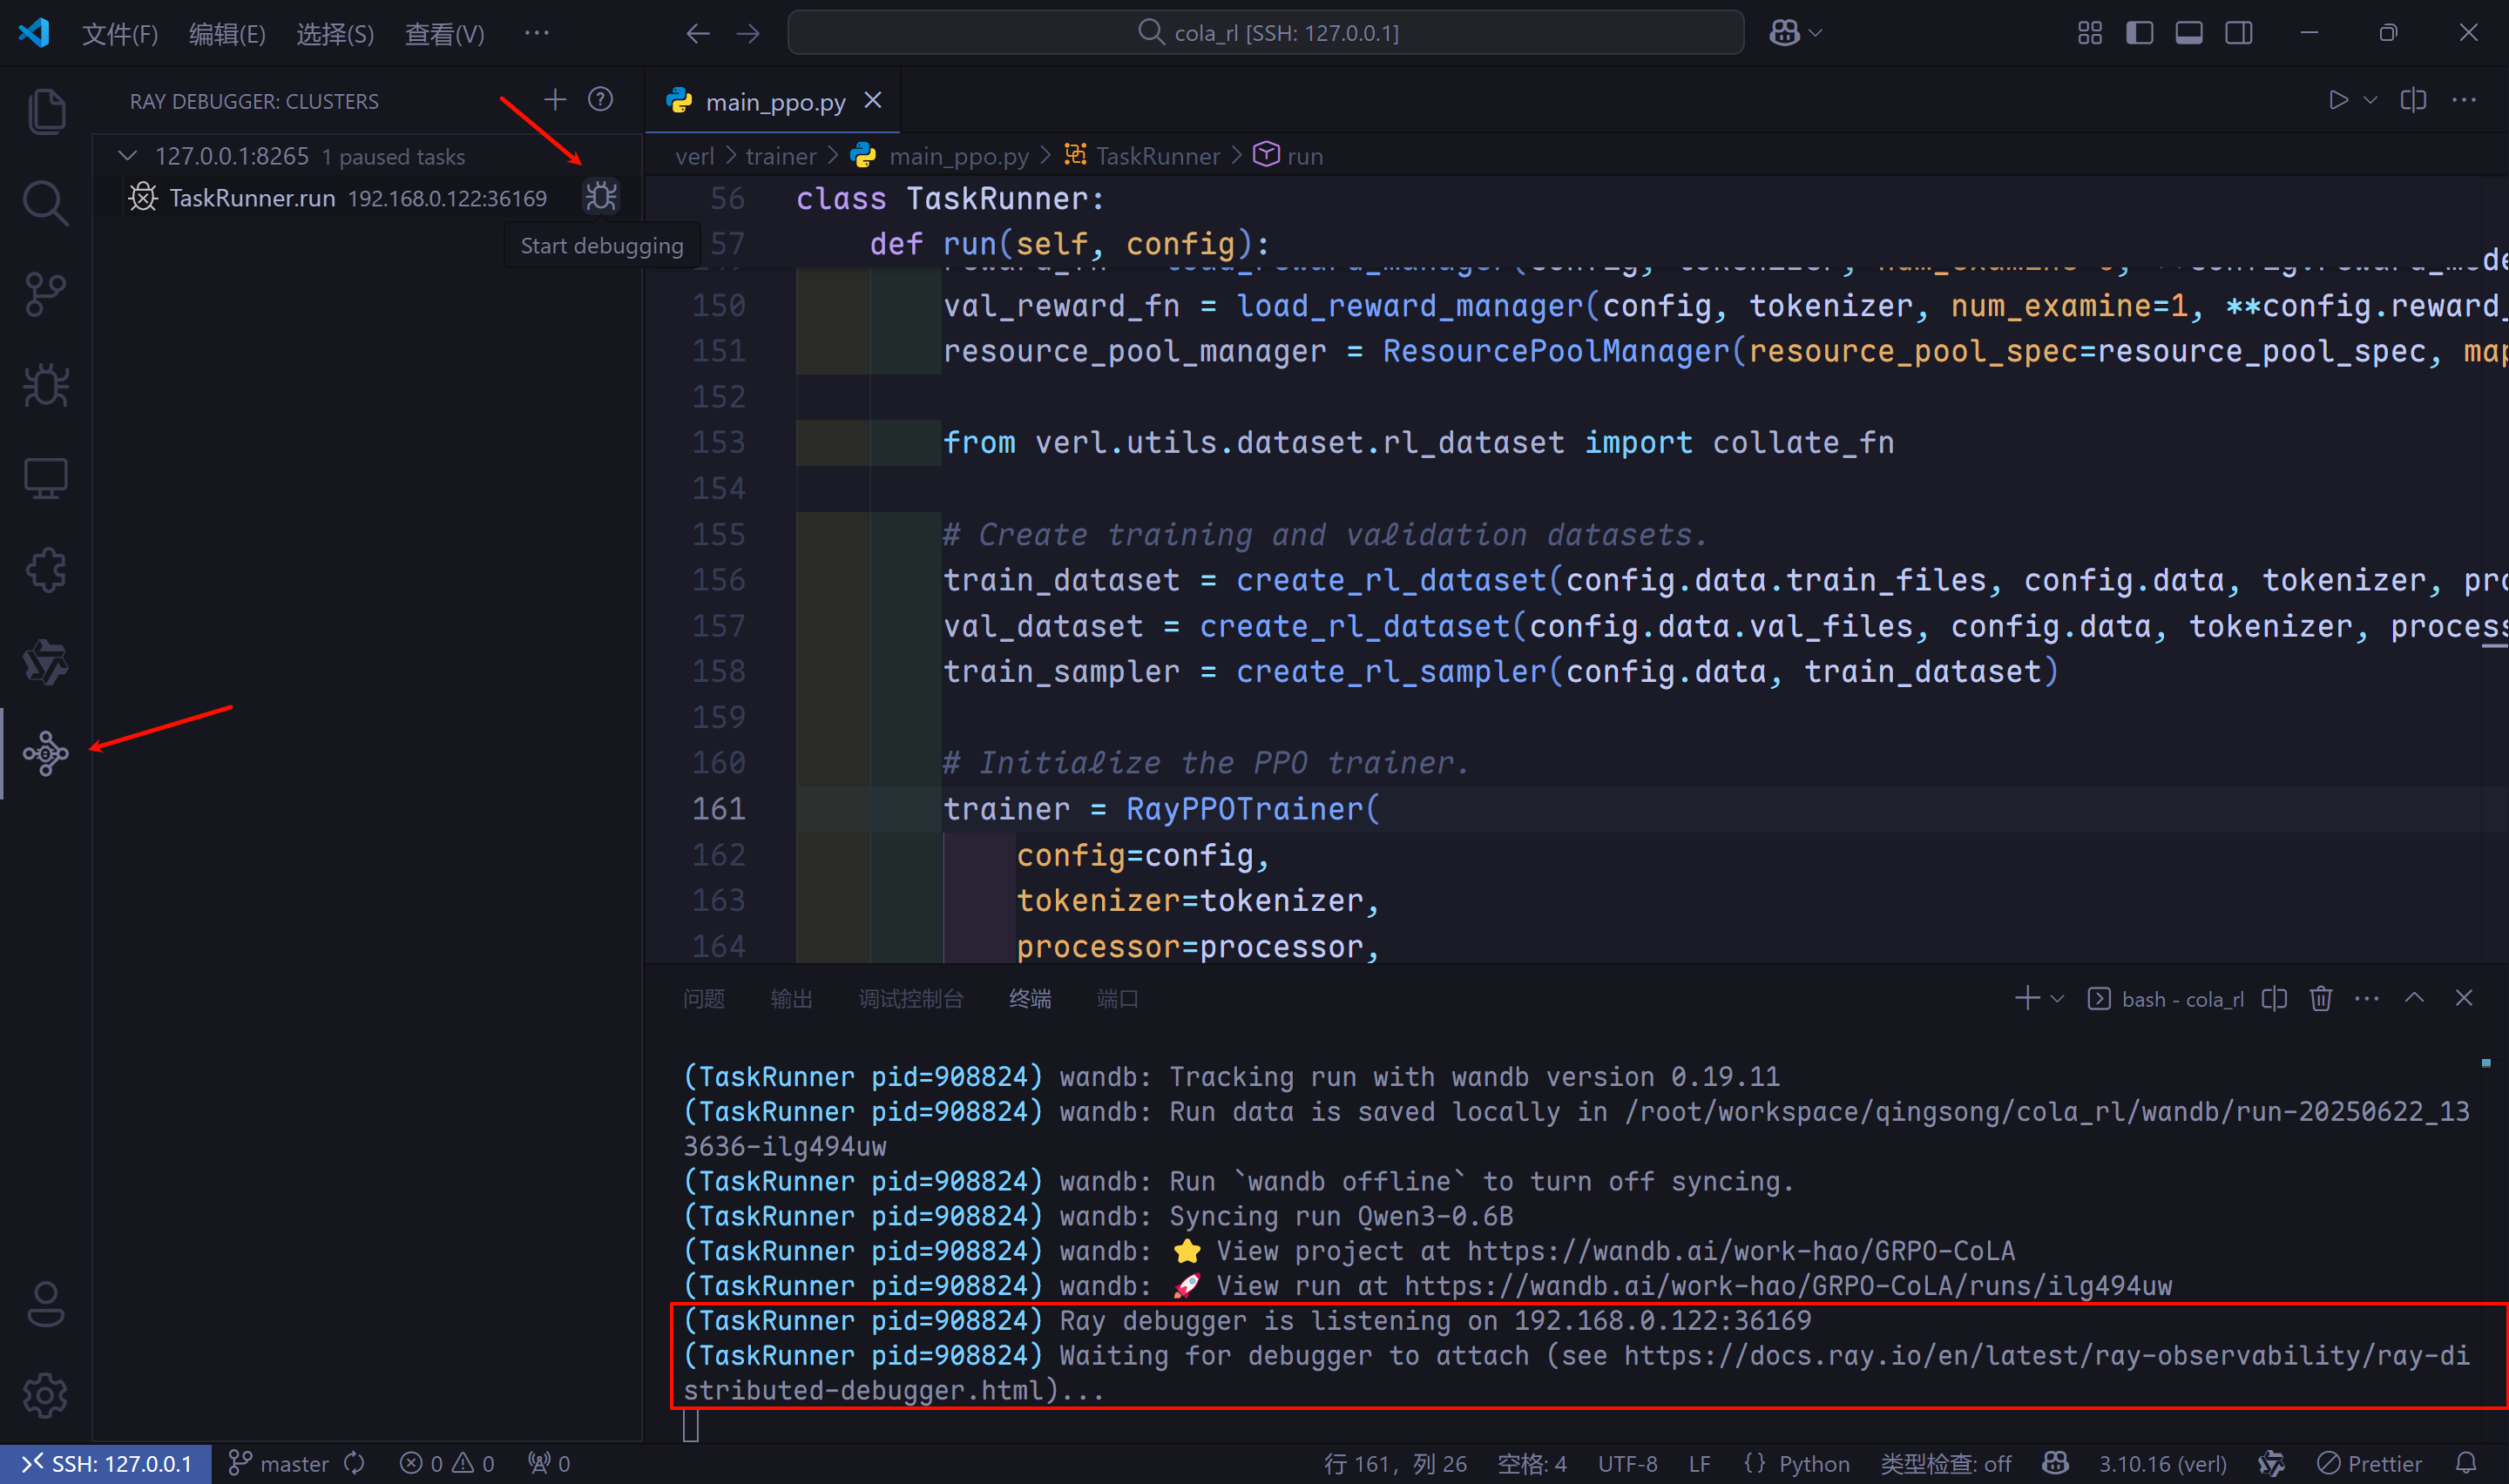 文件(F) 编辑(E) 选择(S) 查看(V) ··· cola_rl [SSH: 127.0.0.1]
RAY DEBUGGER: CLUSTERS
127.0.0.1:8265 1 paused tasks
TaskRunner.run 192.168.0.122:36169
Start debugging
main_ppo.py
verl > trainer > main_ppo.py > TaskRunner > run
56 class TaskRunner:
57 def run(self, config):
150 val_reward_fn = load_reward_manager(config, tokenizer, num_examine=1, **config.reward_
151 resource_pool_manager = ResourcePoolManager(resource_pool_spec=resource_pool_spec, map
152
153 from verl.utils.dataset.rl_dataset import collate_fn
154
155 # Create training and validation datasets.
156 train_dataset = create_rl_dataset(config.data.train_files, config.data, tokenizer, pro
157 val_dataset = create_rl_dataset(config.data.val_files, config.data, tokenizer, process
158 train_sampler = create_rl_sampler(config.data, train_dataset)
159
160 # Initialize the PPO trainer.
161 trainer = RayPPOTrainer(
162 config=config,
163 tokenizer=tokenizer,
164 processor=processor,
问题 输出 调试控制台 终端 端口 bash - cola_rl
(TaskRunner pid=908824) wandb: Tracking run with wandb version 0.19.11
(TaskRunner pid=908824) wandb: Run data is saved locally in /root/workspace/qingsong/cola_rl/wandb/run-20250622_13
3636-ilg494uw
(TaskRunner pid=908824) wandb: Run `wandb offline` to turn off syncing.
(TaskRunner pid=908824) wandb: Syncing run Qwen3-0.6B
(TaskRunner pid=908824) wandb: ⭐ View project at https://wandb.ai/work-hao/GRPO-CoLA
(TaskRunner pid=908824) wandb: 🚀 View run at https://wandb.ai/work-hao/GRPO-CoLA/runs/ilg494uw
(TaskRunner pid=908824) Ray debugger is listening on 192.168.0.122:36169
(TaskRunner pid=908824) Waiting for debugger to attach (see https://docs.ray.io/en/latest/ray-observability/ray-di
stributed-debugger.html)...
SSH: 127.0.0.1 master 0 0 0 行 161，列 26 空格: 4 UTF-8 LF {} Python 类型检查: off 3.10.16 (verl) Prettier